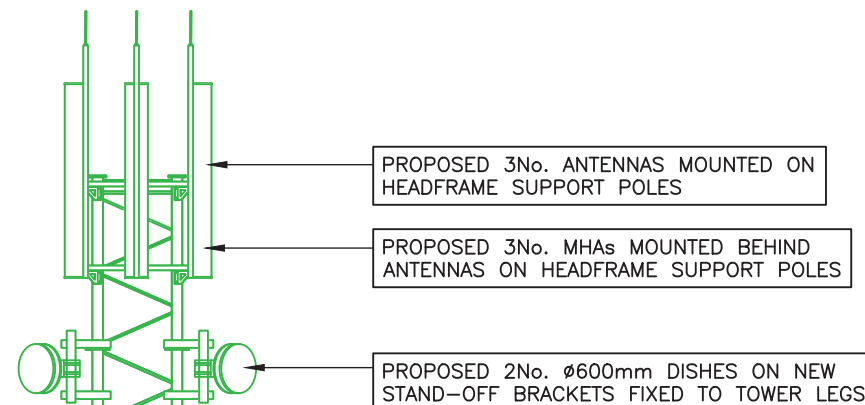 PROPOSED 3No. ANTENNAS MOUNTED ON
HEADFRAME SUPPORT POLES
PROPOSED 3No. MHAs MOUNTED BEHIND
ANTENNAS ON HEADFRAME SUPPORT POLES
PROPOSED 2No. Ø600mm DISHES ON NEW
STAND-OFF BRACKETS FIXED TO TOWER LEGS